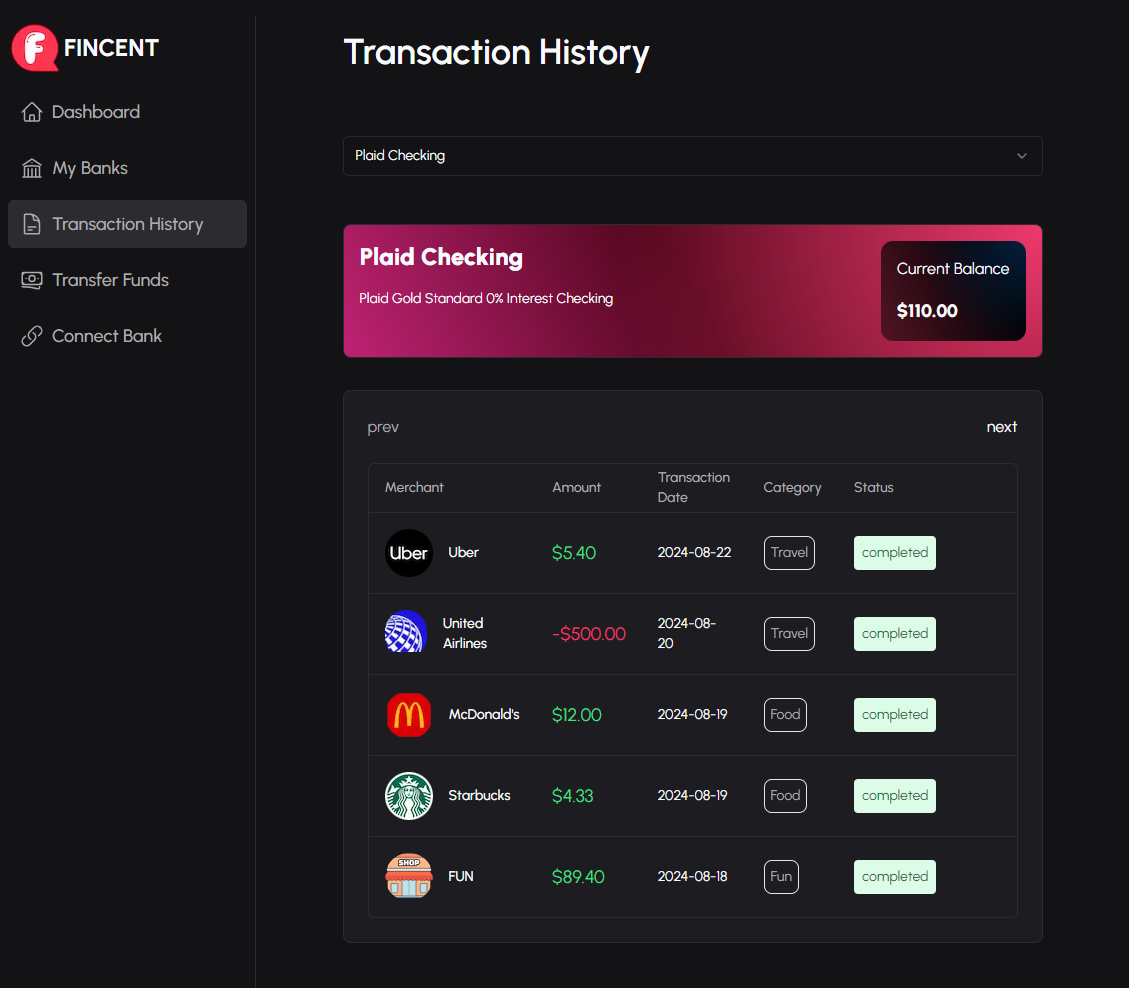 FINCENT
Dashboard
My Banks
Transaction History
Transfer Funds
Connect Bank
Transaction History
Plaid Checking
Plaid Checking
Plaid Gold Standard 0% Interest Checking
Current Balance
$110.00
prev next
Merchant Amount Transaction Date Category Status
Uber Uber $5.40 2024-08-22 Travel completed
United Airlines -$500.00 2024-08-20 Travel completed
McDonald's $12.00 2024-08-19 Food completed
Starbucks $4.33 2024-08-19 Food completed
SHOP FUN $89.40 2024-08-18 Fun completed